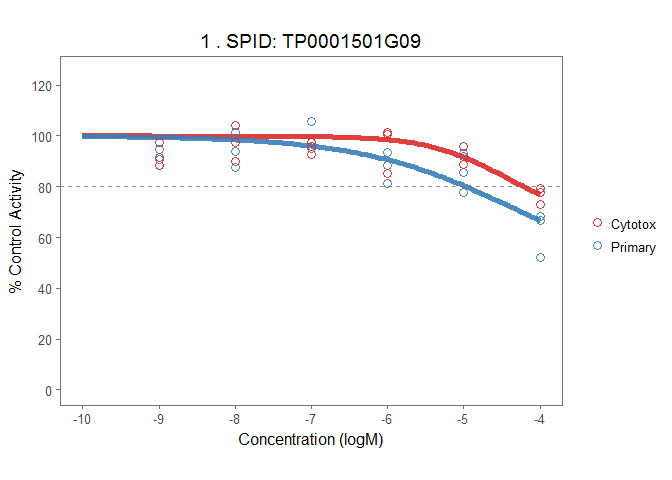 1 . SPID: TP0001501G09
% Control Activity
120
100
80
60
40
20
0
-10 -9 -8 -7 -6 -5 -4
Concentration (logM)
Cytotox
Primary